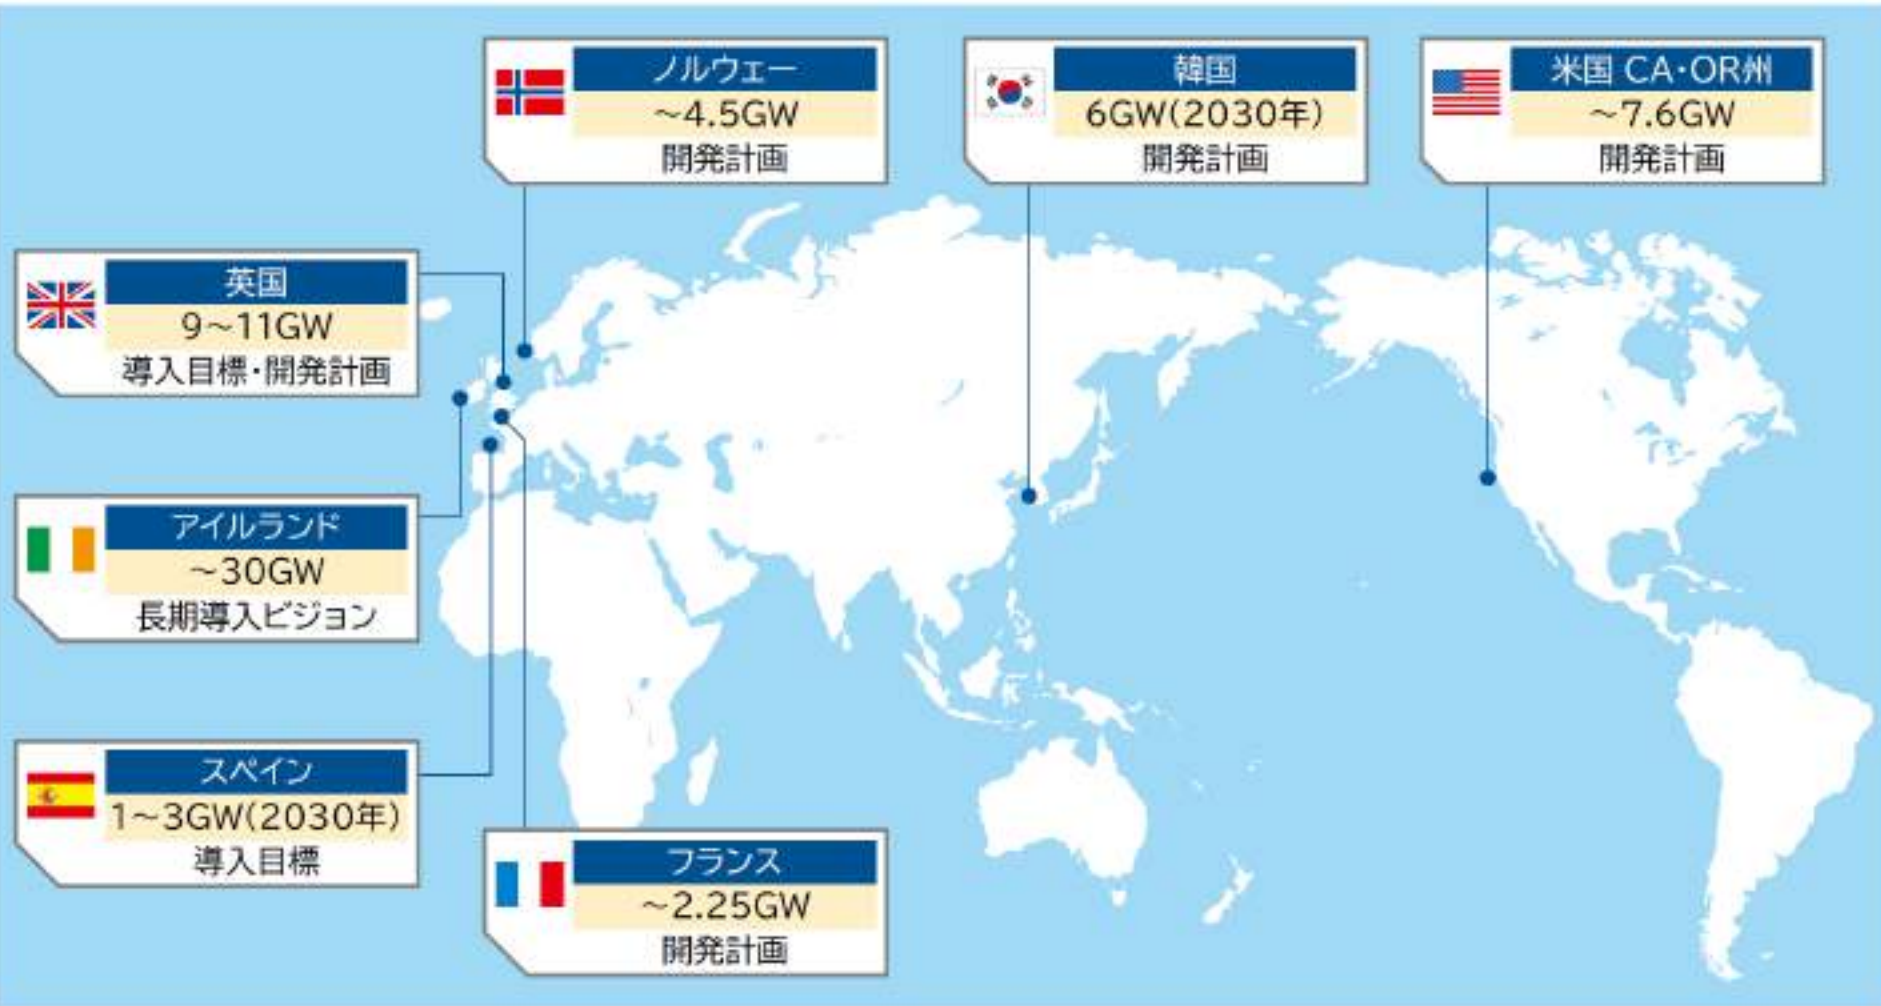 ノルウェー
～4.5GW
開発計画
韓国
6GW(2030年)
開発計画
米国 CA・OR州
～7.6GW
開発計画
英国
9～11GW
導入目標・開発計画
アイルランド
～30GW
長期導入ビジョン
スペイン
1～3GW(2030年)
導入目標
フランス
～2.25GW
開発計画